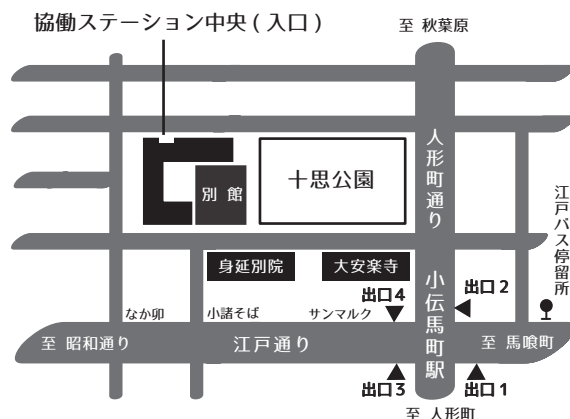 協働ステーション中央 ( 入口 )
至 秋葉原
人形町通り
別 館
十思公園
江戸バス停留所
身延別院
大安楽寺
小伝馬町駅
出口2
出口4
なか卯
小諸そば
サンマルク
至 昭和通り
江戸通り
至 馬喰町
出口3
出口1
至 人形町